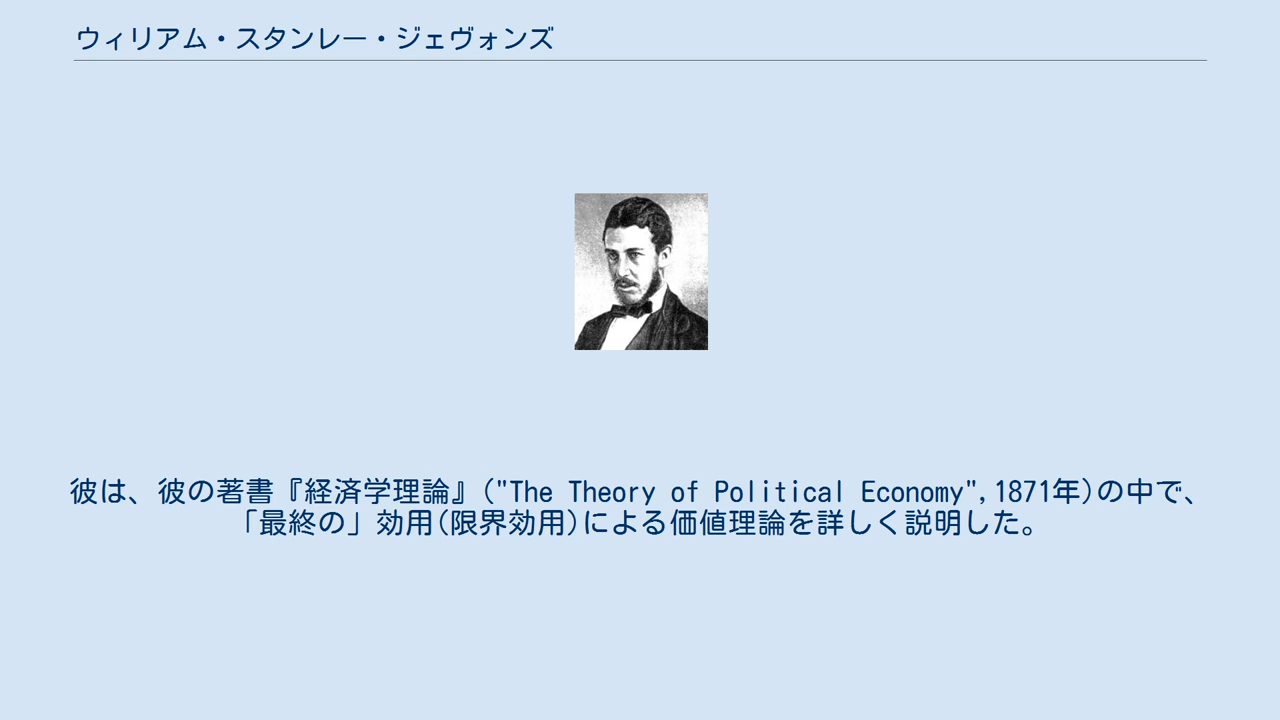 ウィリアム・スタンレー・ジェヴォンズ
彼は、彼の著書『経済学理論』("The Theory of Political Economy",1871年)の中で、
「最終の」効用(限界効用)による価値理論を詳しく説明した。